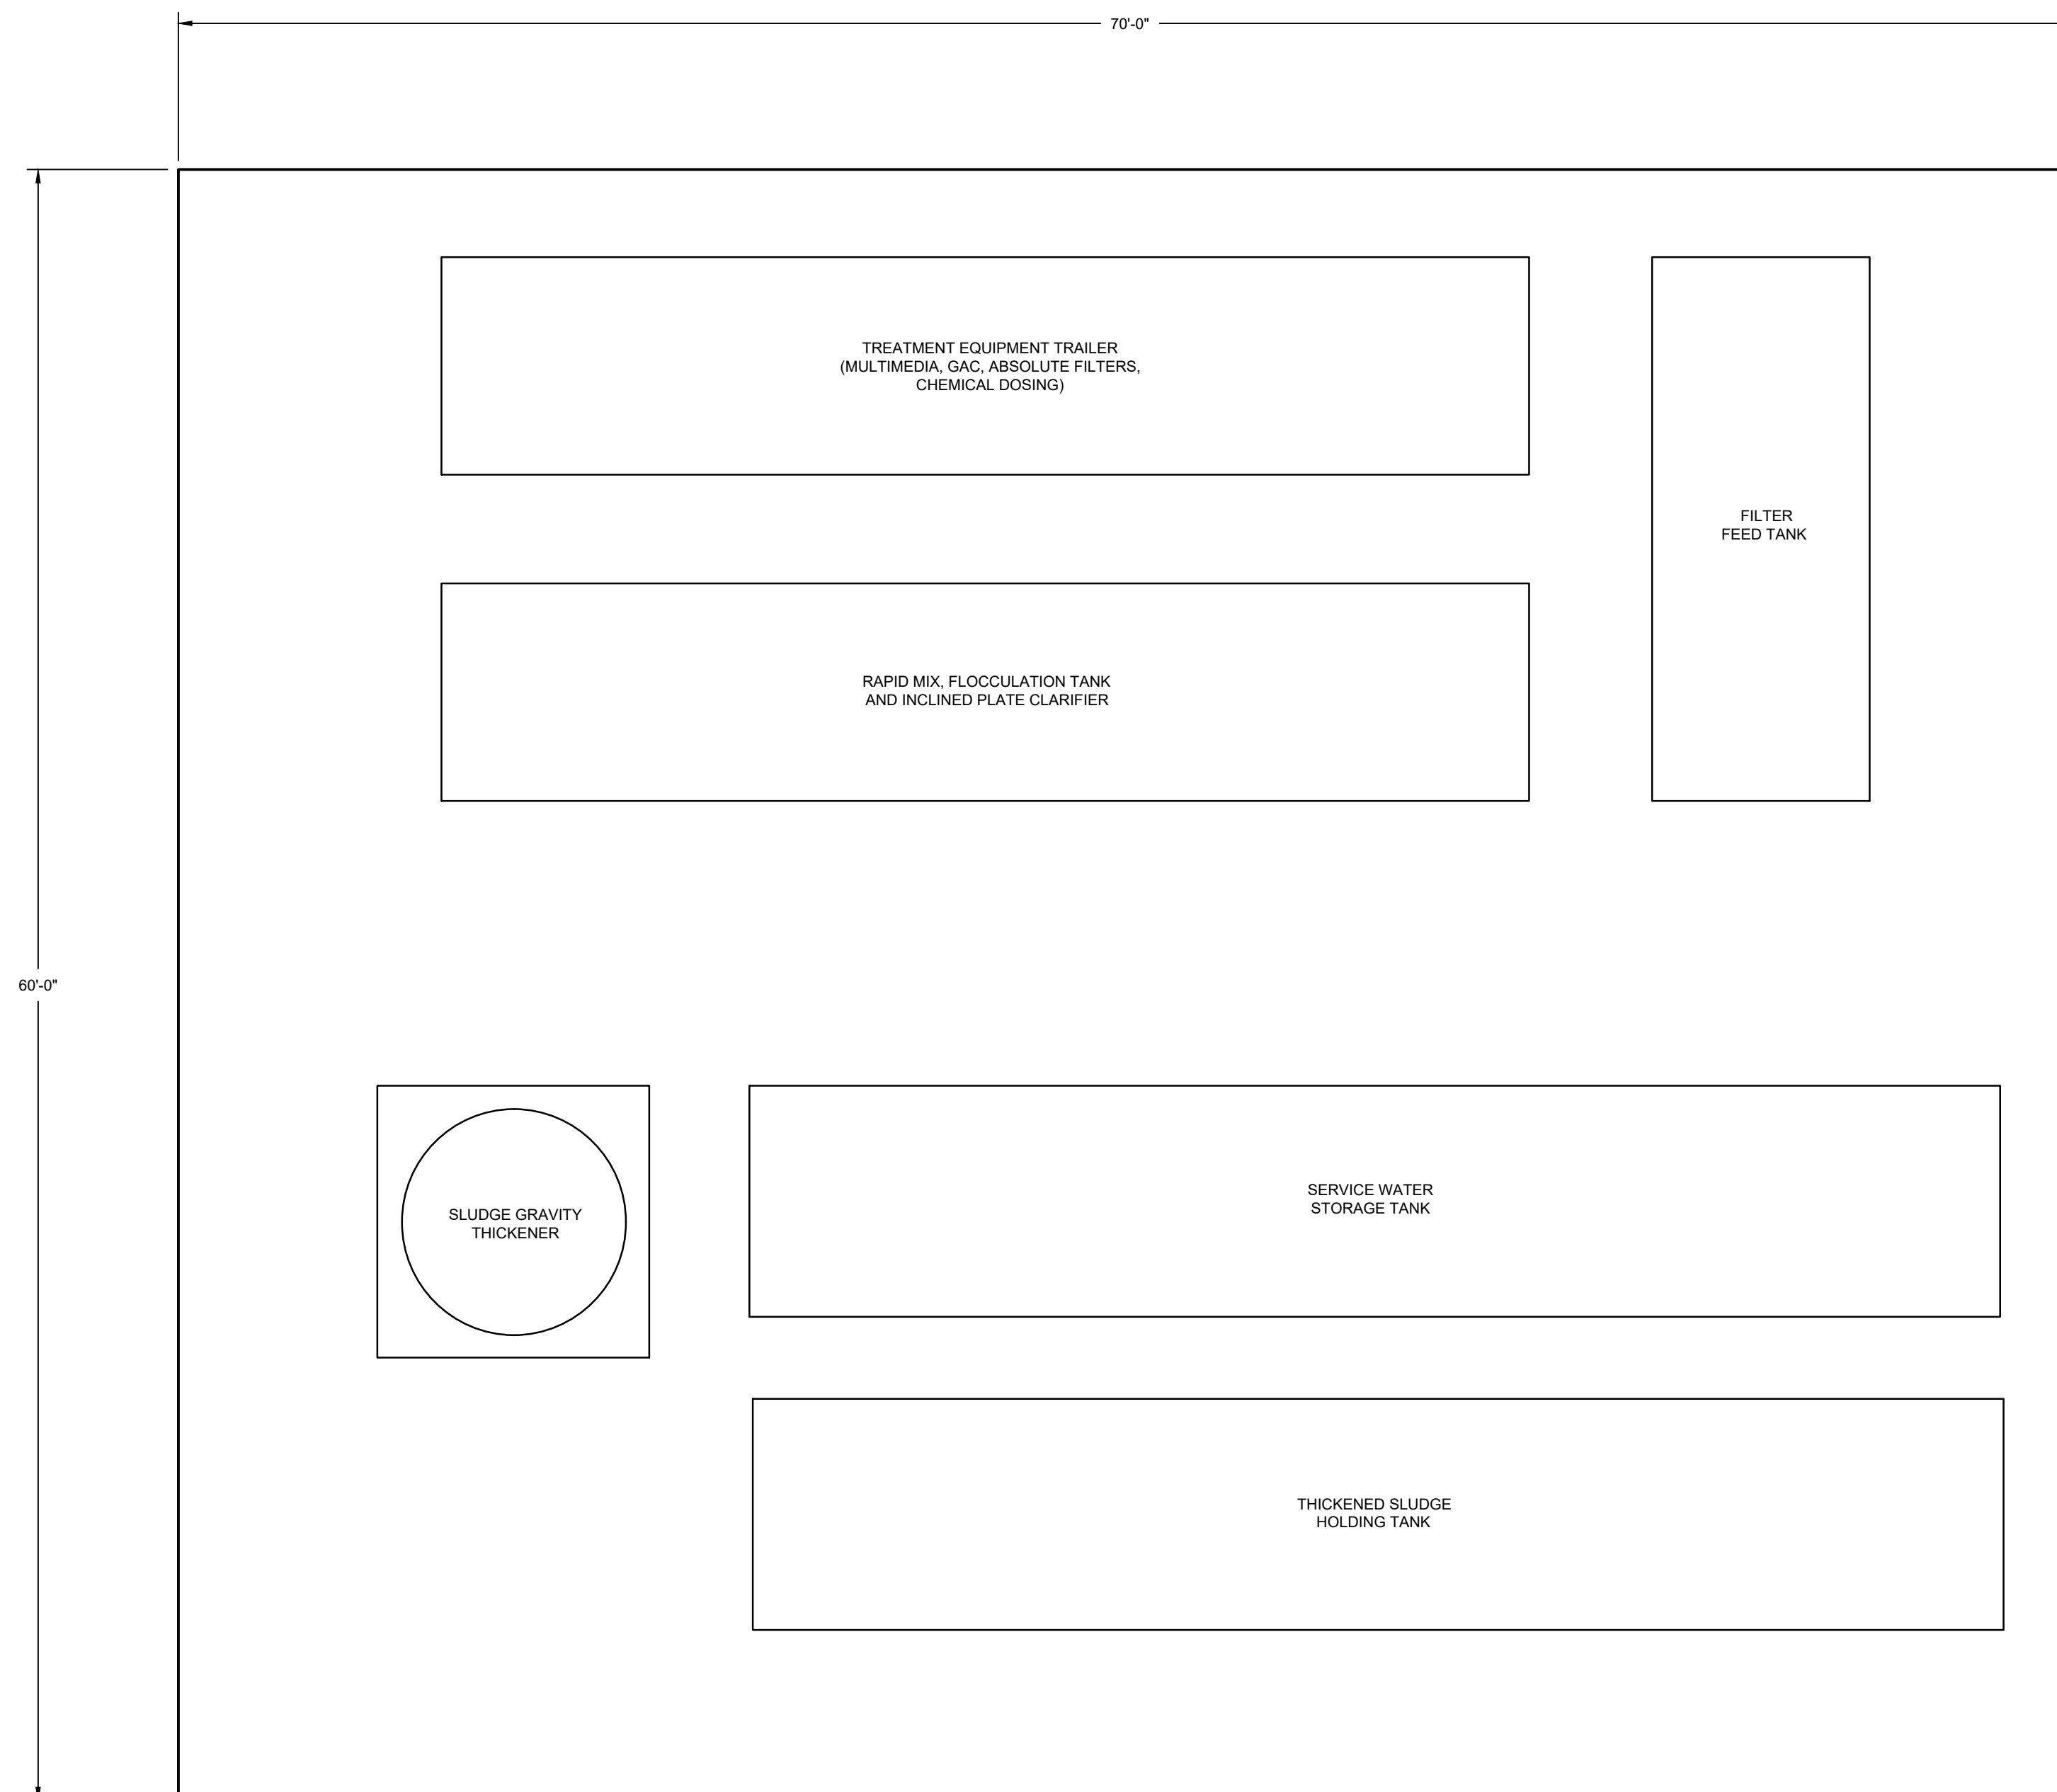 70'-0"
TREATMENT EQUIPMENT TRAILER
(MULTIMEDIA, GAC, ABSOLUTE FILTERS,
CHEMICAL DOSING)
FILTER
FEED TANK
RAPID MIX, FLOCCULATION TANK
AND INCLINED PLATE CLARIFIER
60'-0"
SLUDGE GRAVITY
THICKENER
SERVICE WATER
STORAGE TANK
THICKENED SLUDGE
HOLDING TANK